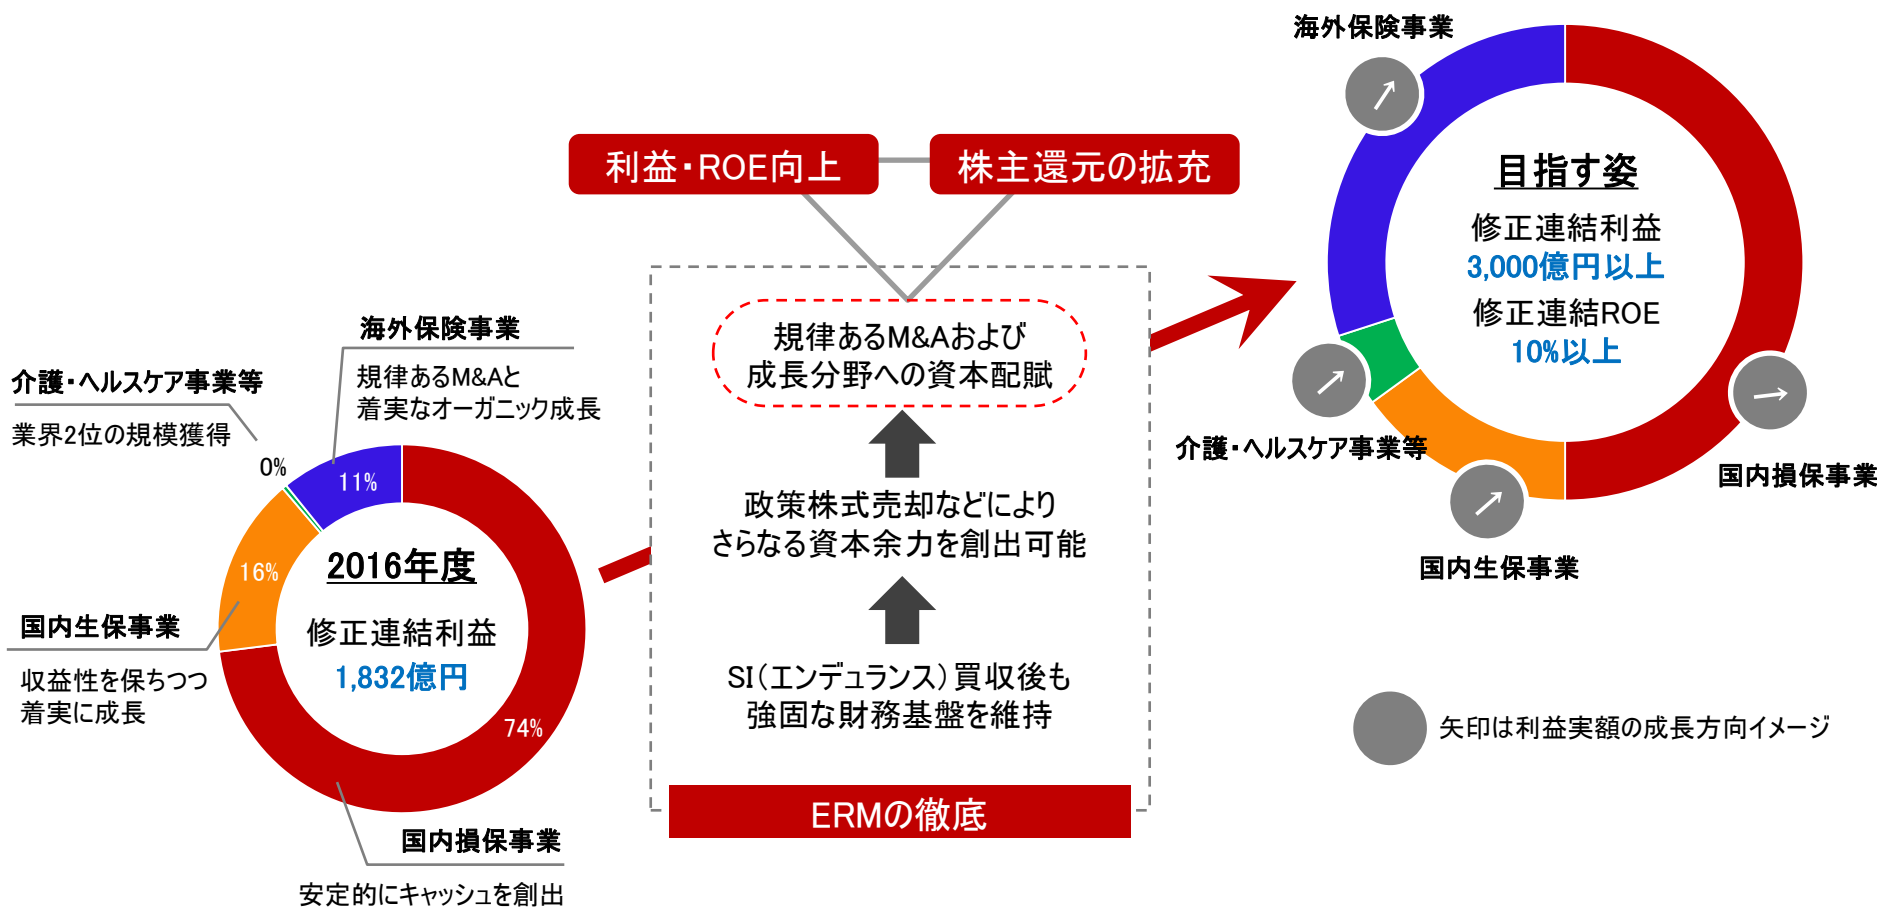 海外保険事業
規律あるM&Aと
着実なオーガニック成長
介護・ヘルスケア事業等
業界2位の規模獲得
0%
11%
16%
74%
2016年度
修正連結利益
1,832億円
国内生保事業
収益性を保ちつつ
着実に成長
国内損保事業
安定的にキャッシュを創出
利益・ROE向上
株主還元の拡充
規律あるM&Aおよび
成長分野への資本配賦
政策株式売却などにより
さらなる資本余力を創出可能
SI（エンデュランス）買収後も
強固な財務基盤を維持
ERMの徹底
海外保険事業
目指す姿
修正連結利益
3,000億円以上
修正連結ROE
10%以上
介護・ヘルスケア事業等
国内損保事業
国内生保事業
矢印は利益実額の成長方向イメージ